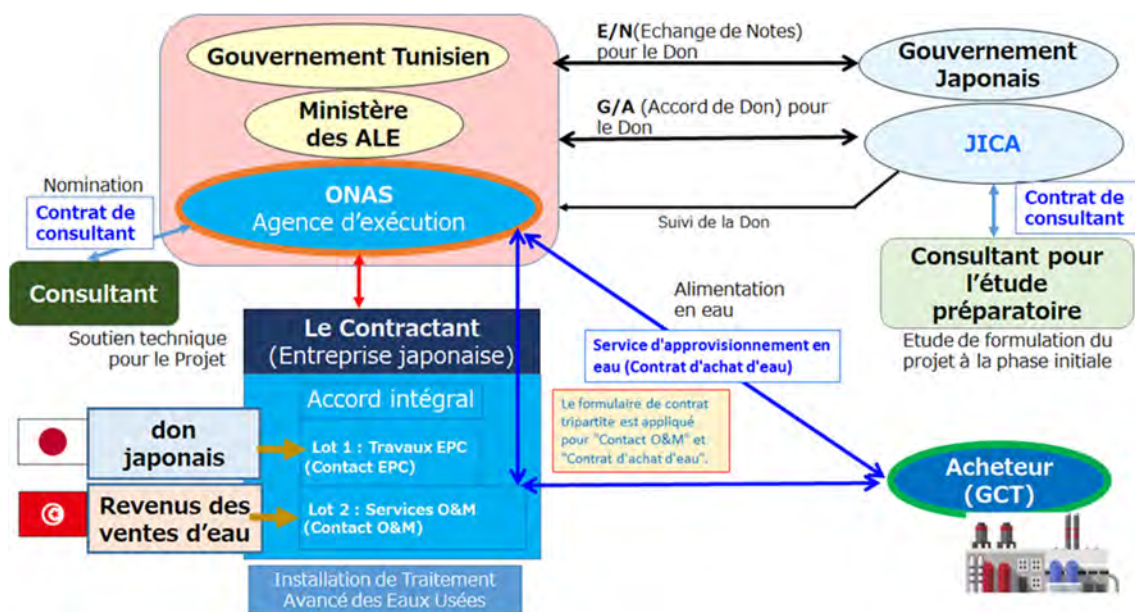 Gouvernement Tunisien
Ministère
des ALE
ONAS
Agence d'exécution
E/N(Echange de Notes)
pour le Don
G/A (Accord de Don) pour
le Don
Suivi de la Don
Gouvernement
Japonais
JICA
Contrat de
consultant
Consultant pour
l'étude
préparatoire
Etude de formulation du
projet à la phase initiale
Nomination
Contrat de
consultant
Consultant
Soutien technique
pour le Projet
Le Contractant
(Entreprise japonaise)
Accord intégral
Lot 1 : Travaux EPC
(Contact EPC)
Lot 2 : Services O&M
(Contact O&M)
Installation de Traitement
Avancé des Eaux Usées
don
japonais
Revenus des
ventes d'eau
Alimentation
en eau
Service d'approvisionnement en
eau (Contrat d'achat d'eau)
Le formulaire de contrat
tripartite est appliqué
pour "Contact O&M" et
"Contrat d'achat d'eau".
Acheteur
(GCT)